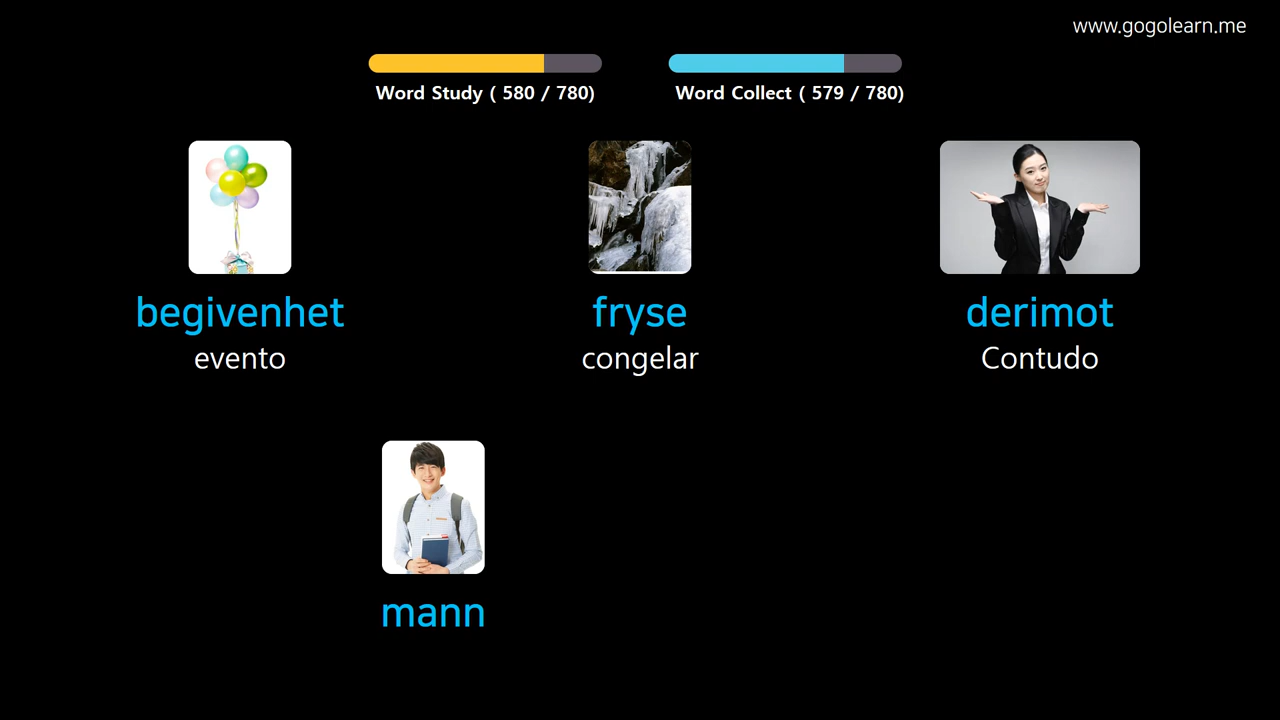 www.gogolearn.me
Word Study ( 580 / 780)
Word Collect ( 579 / 780)
begivenhet
evento
fryse
congelar
derimot
Contudo
mann